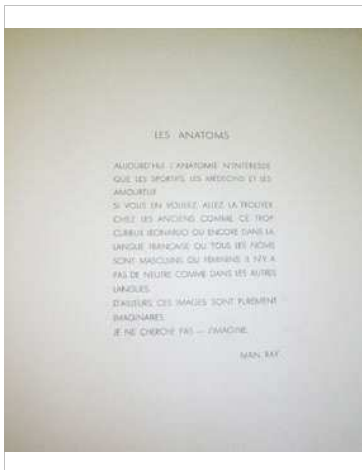 LES ANATOMS
AUJOURD'HUI L'ANATOMIE N'INTERESSE
QUE LES SPORTIFS, LES MÉDECINS ET LES
AMOUREUX
SI VOUS EN VOULEZ ALLEZ LA TROUVER
CHEZ LES ANCIENS COMME CE TROP
CURIEUX LEONARDO OU ENCORE DANS LA
LANGUE FRANÇAISE OU TOUS LES NOMS
SONT MASCULINS OU FEMININS IL N'Y A
PAS DE NEUTRE COMME DANS LES AUTRES
LANGUES.
D'AILLEURS CES IMAGES SONT PUREMENT
IMAGINAIRES.
JE NE CHERCHE PAS — J'IMAGINE.
MAN RAY